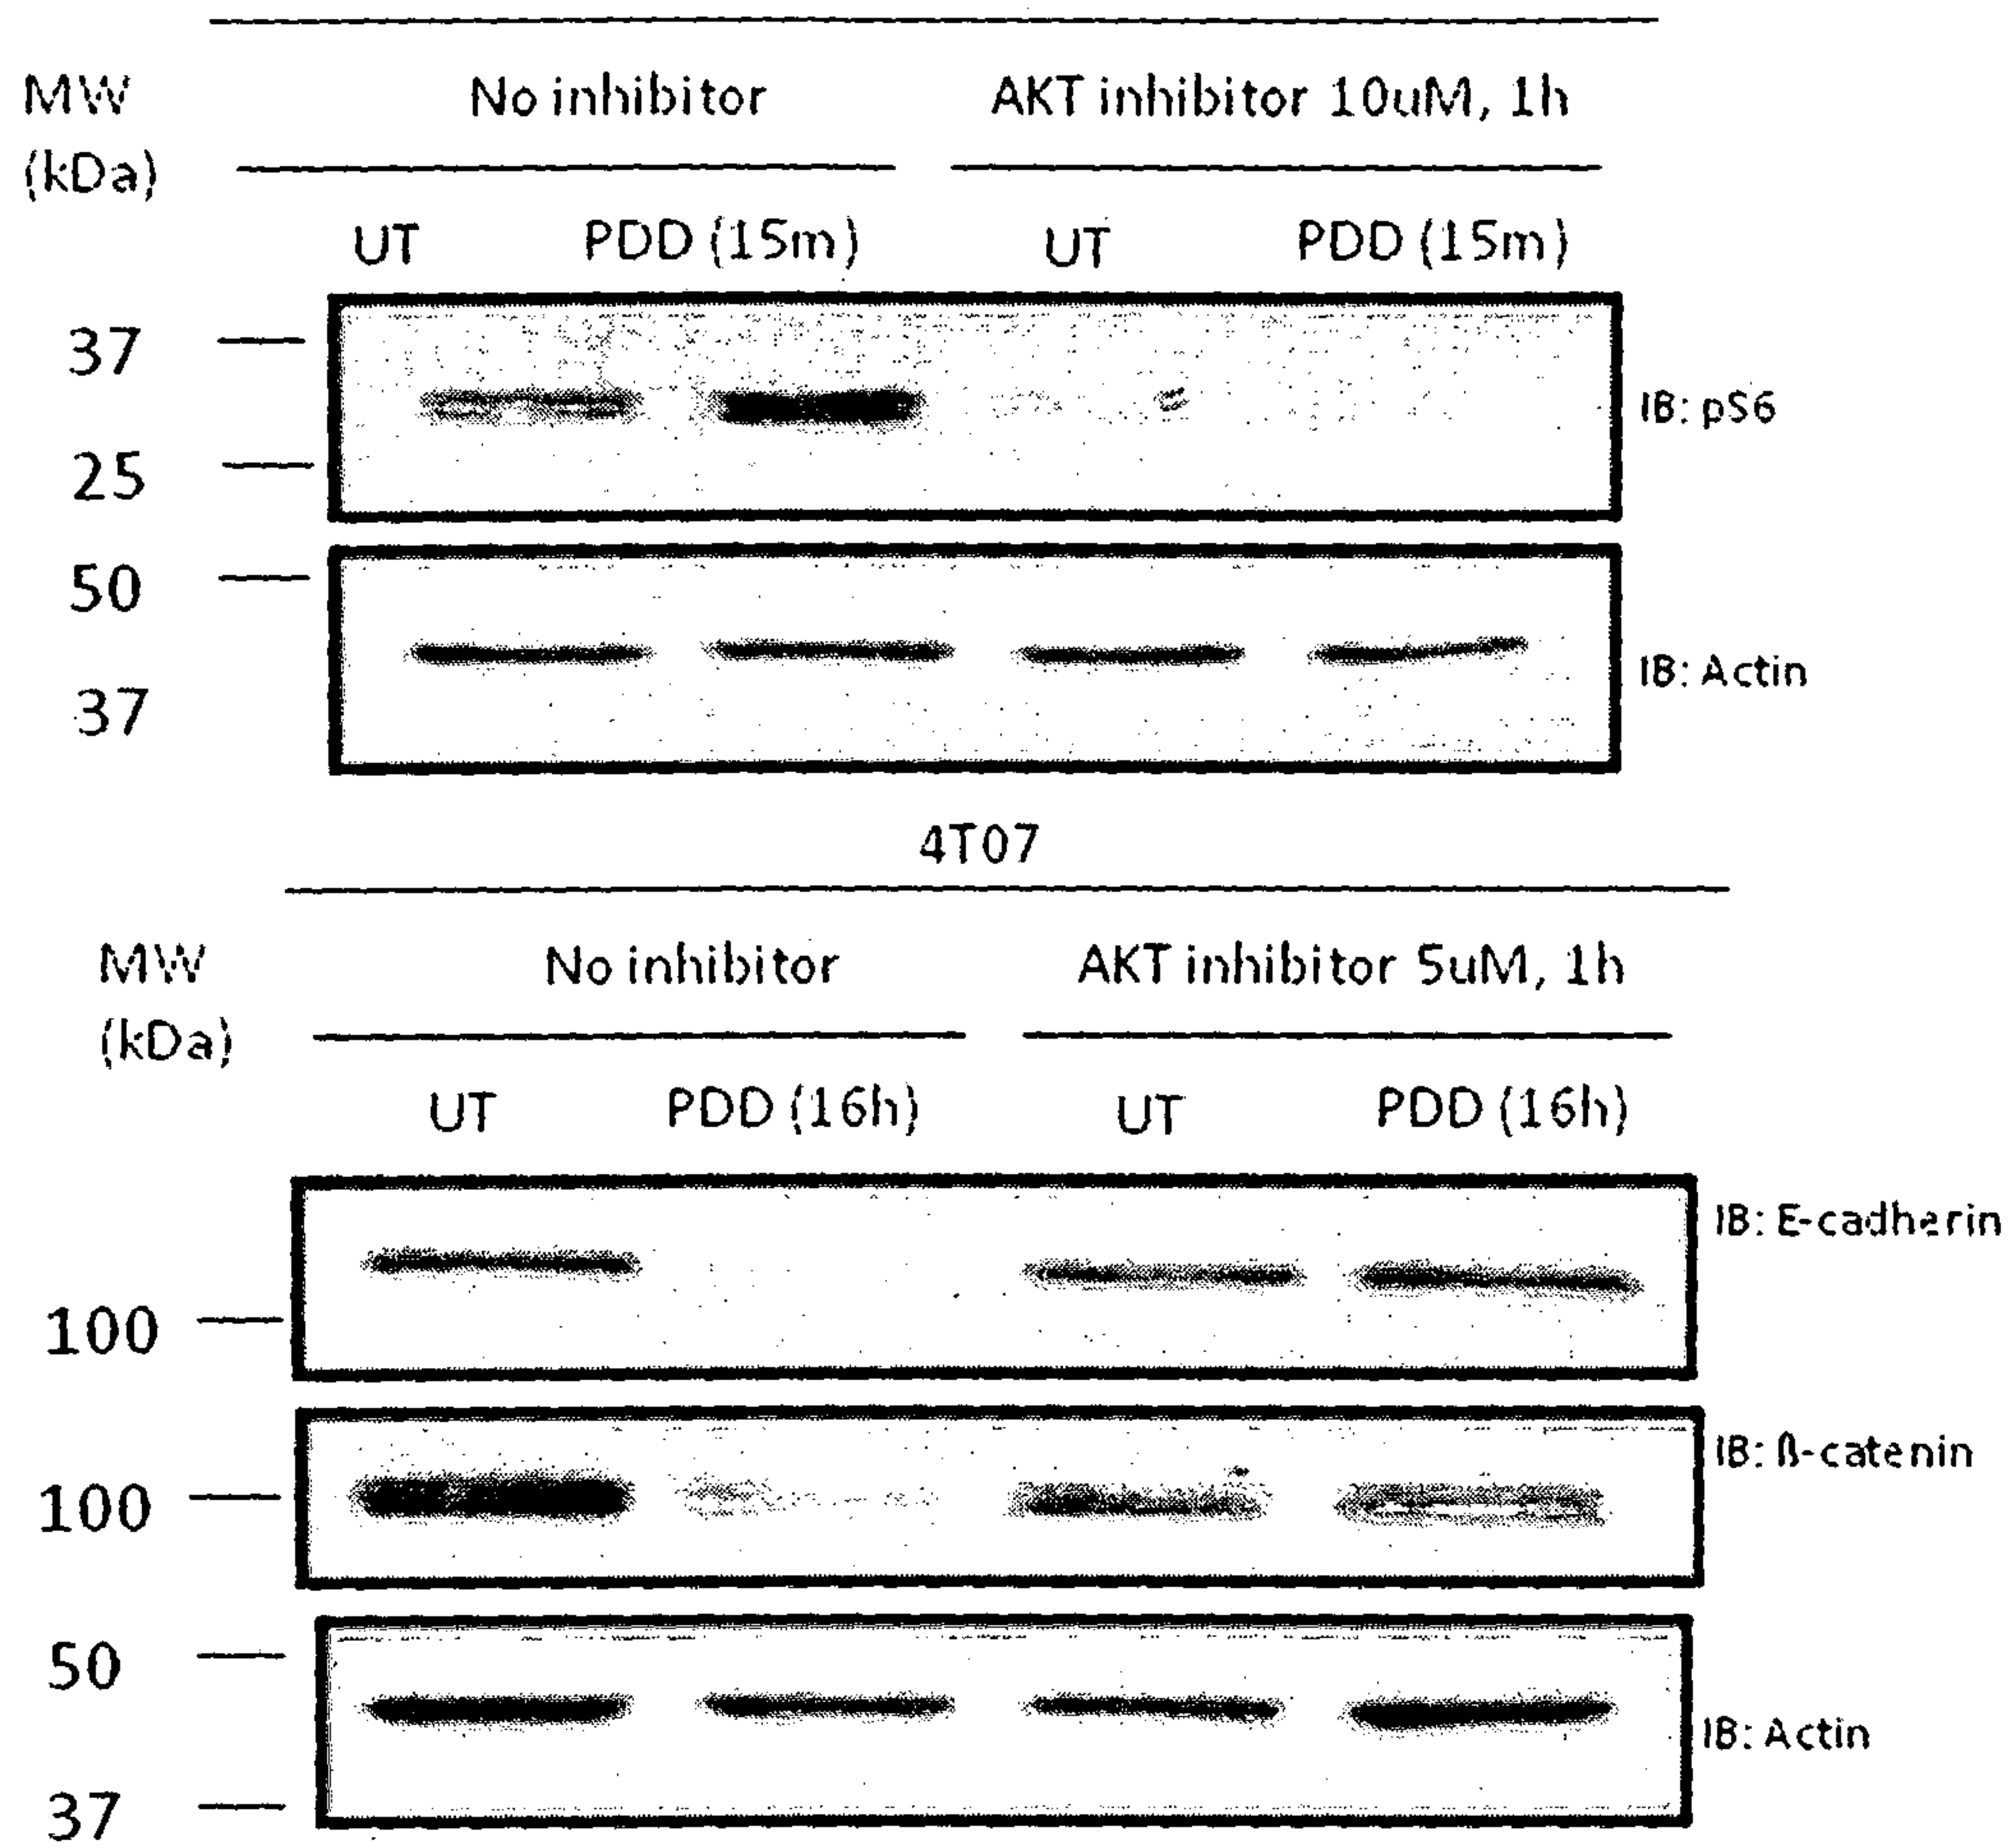 MW
(kDa)
No inhibitor
AKT inhibitor 10uM, 1h
UT
PDD (15m)
UT
PDD (15m)
37
25
IB: pS6
50
37
IB: Actin
4T07
MW
(kDa)
No inhibitor
AKT inhibitor 5uM, 1h
UT
PDD (16h)
UT
PDD (16h)
IB: E-cadherin
100
IB: ß-catenin
100
50
37
IB: Actin